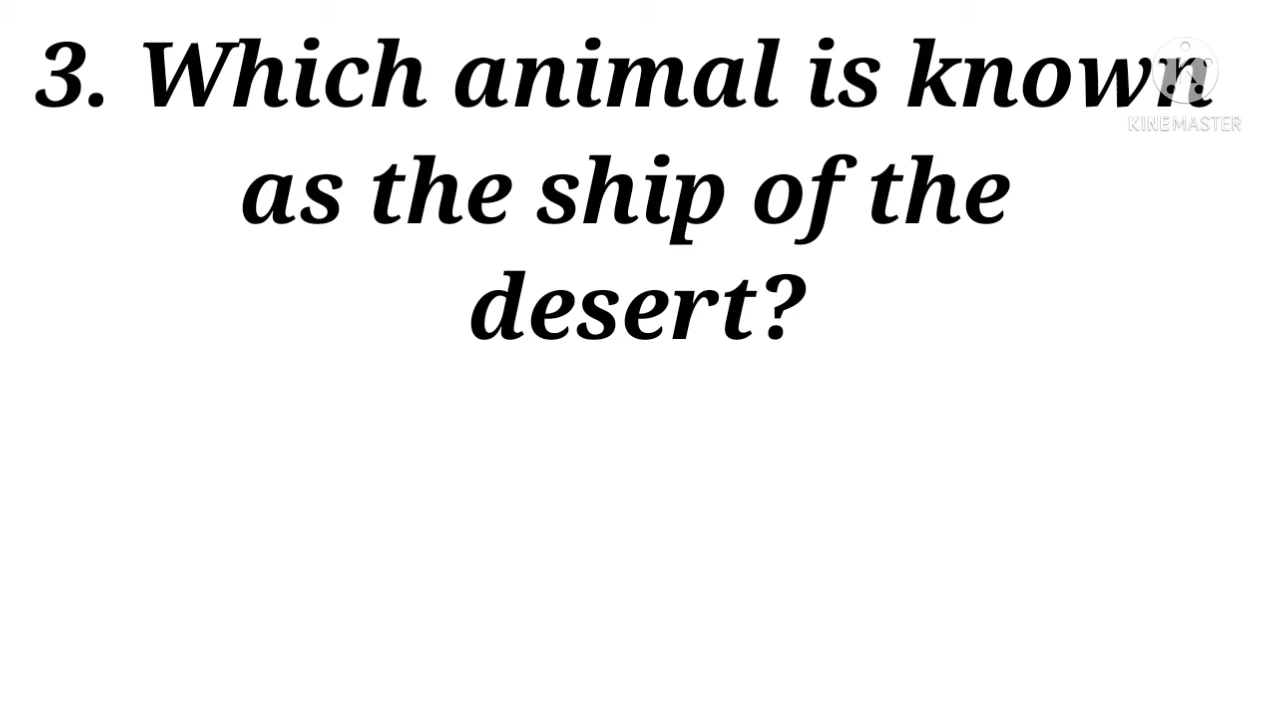 3. Which animal is known
KINEMASTER
as the ship of the
desert?